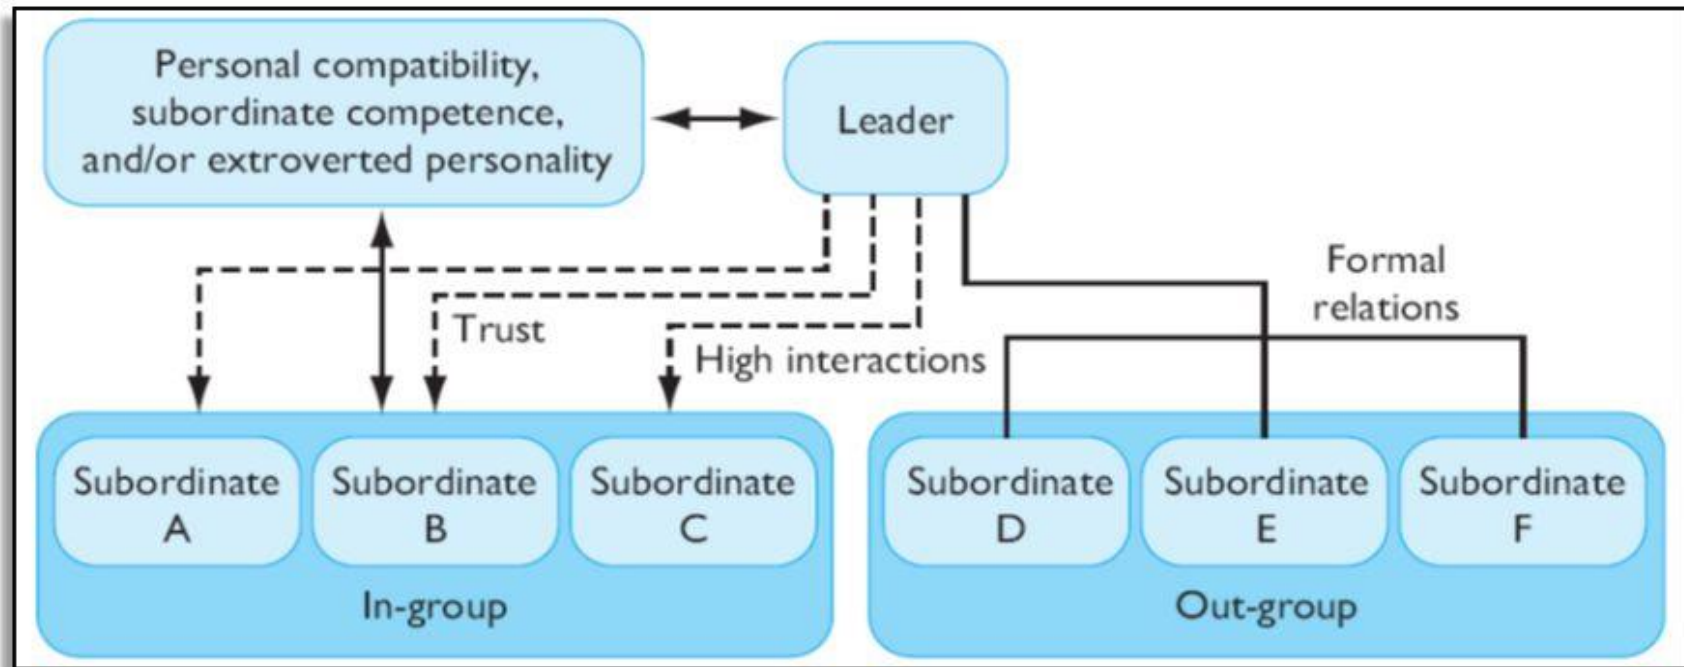 Personal compatibility,
subordinate competence,
and/or extroverted personality
Leader
Formal
relations
Trust
High interactions
Subordinate
A
Subordinate
B
Subordinate
C
Subordinate
D
Subordinate
E
Subordinate
F
In-group
Out-group